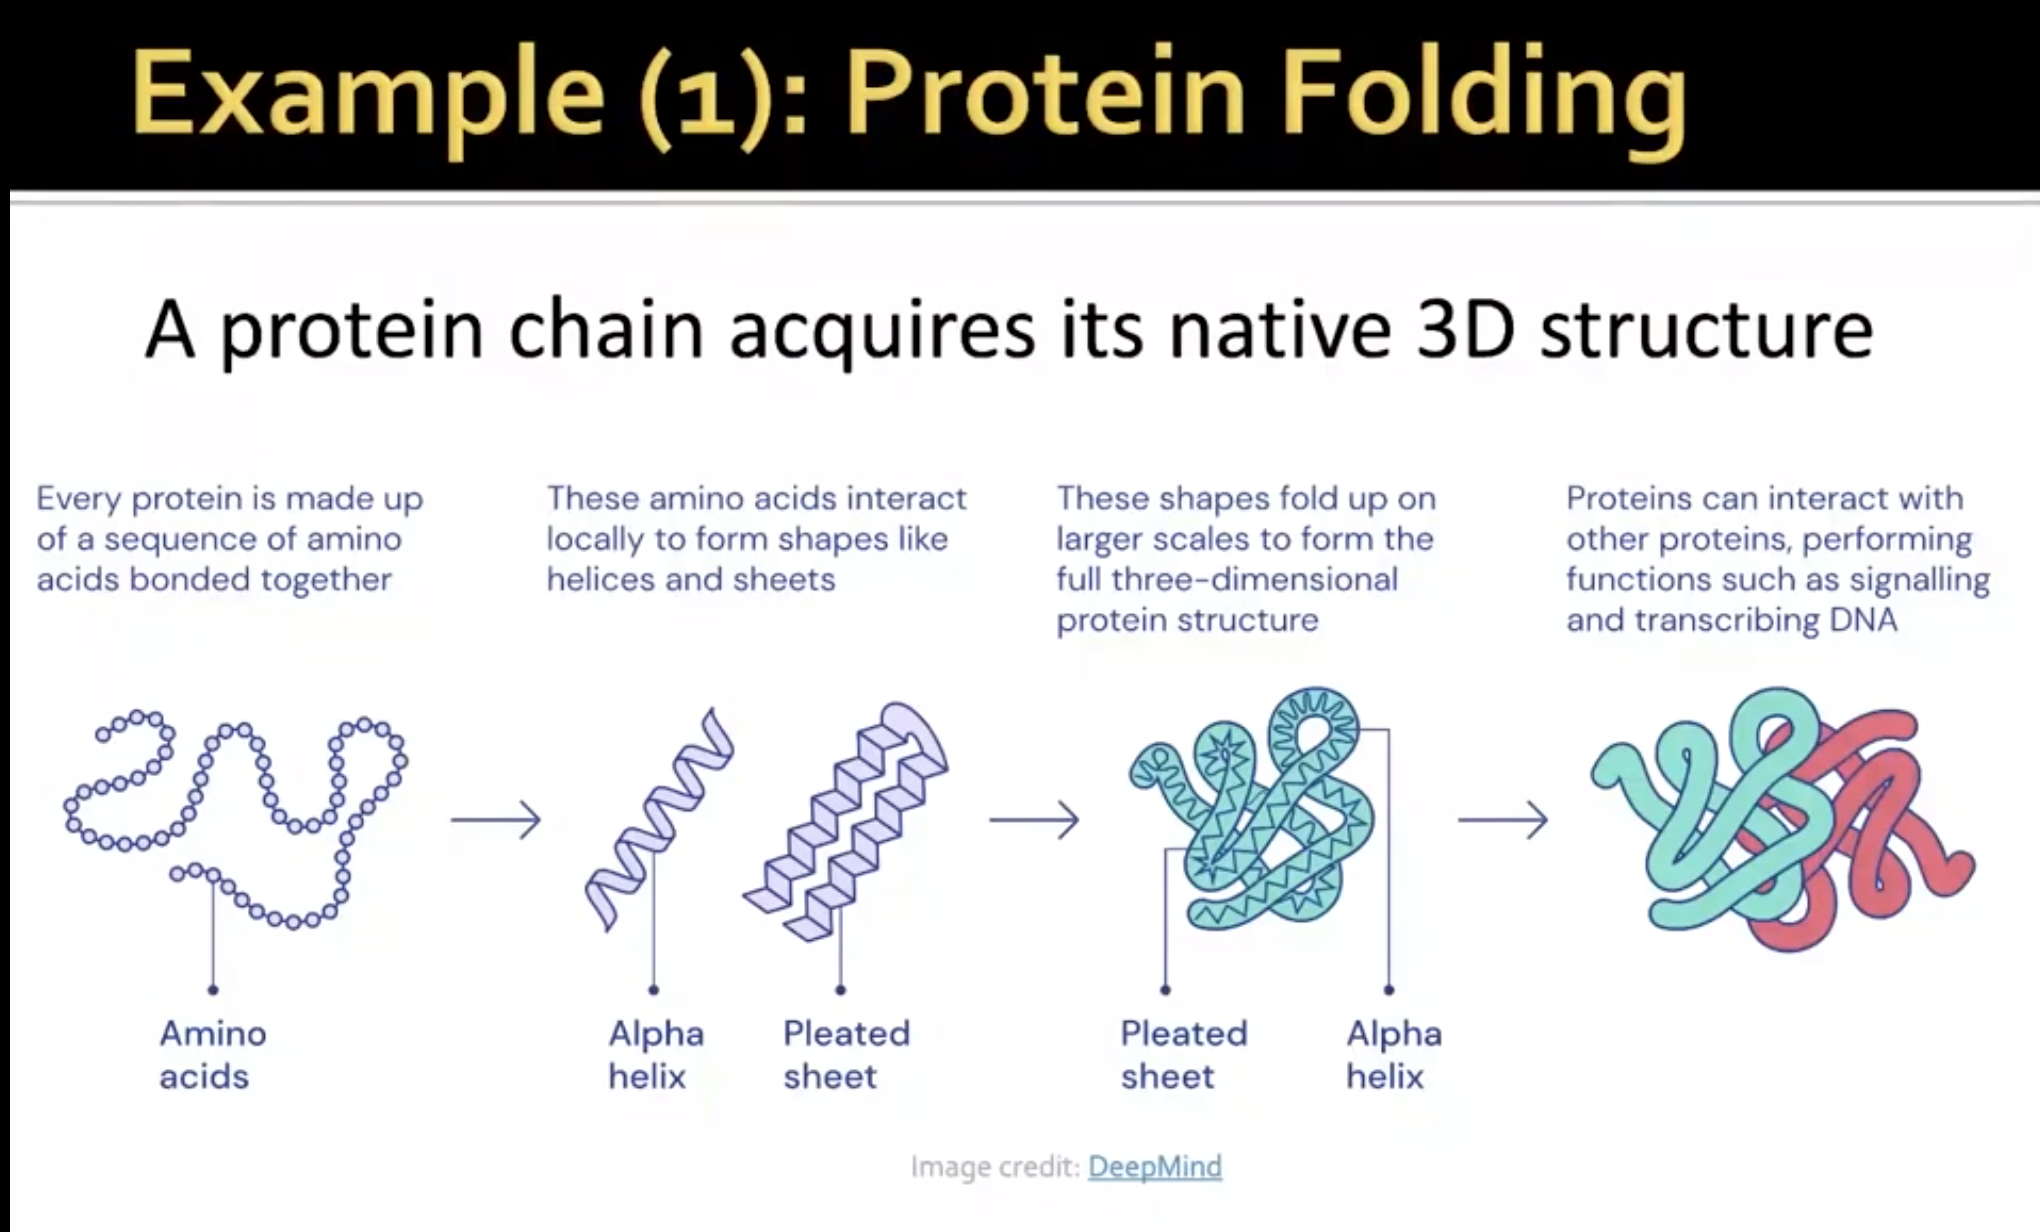 Example (1): Protein Folding
A protein chain acquires its native 3D structure
Every protein is made up
of a sequence of amino
acids bonded together
These amino acids interact
locally to form shapes like
helices and sheets
These shapes fold up on
larger scales to form the
full three-dimensional
protein structure
Proteins can interact with
other proteins, performing
functions such as signalling
and transcribing DNA
Amino
acids
Alpha
helix
Pleated
sheet
Pleated
sheet
Alpha
helix
Image credit: DeepMind